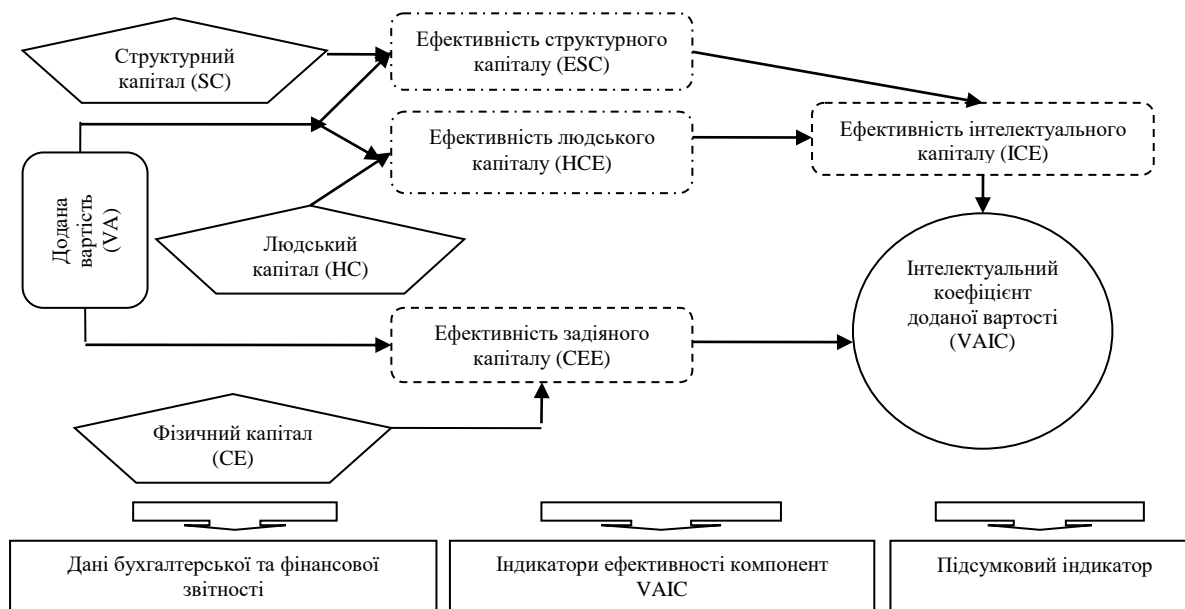 Структурний
капітал (SC)
Ефективність структурного
капіталу (ESC)
Ефективність людського
капіталу (HCE)
Ефективність інтелектуального
капіталу (ICE)
Додана
вартість
(VA)
Людський
капітал (HC)
Інтелектуальний
коефіцієнт
доданої вартості
(VAIC)
Ефективність задіяного
капіталу (CEE)
Фізичний капітал
(CE)
Дані бухгалтерської та фінансової
звітності
Індикатори ефективності компонент
VAIC
Підсумковий індикатор